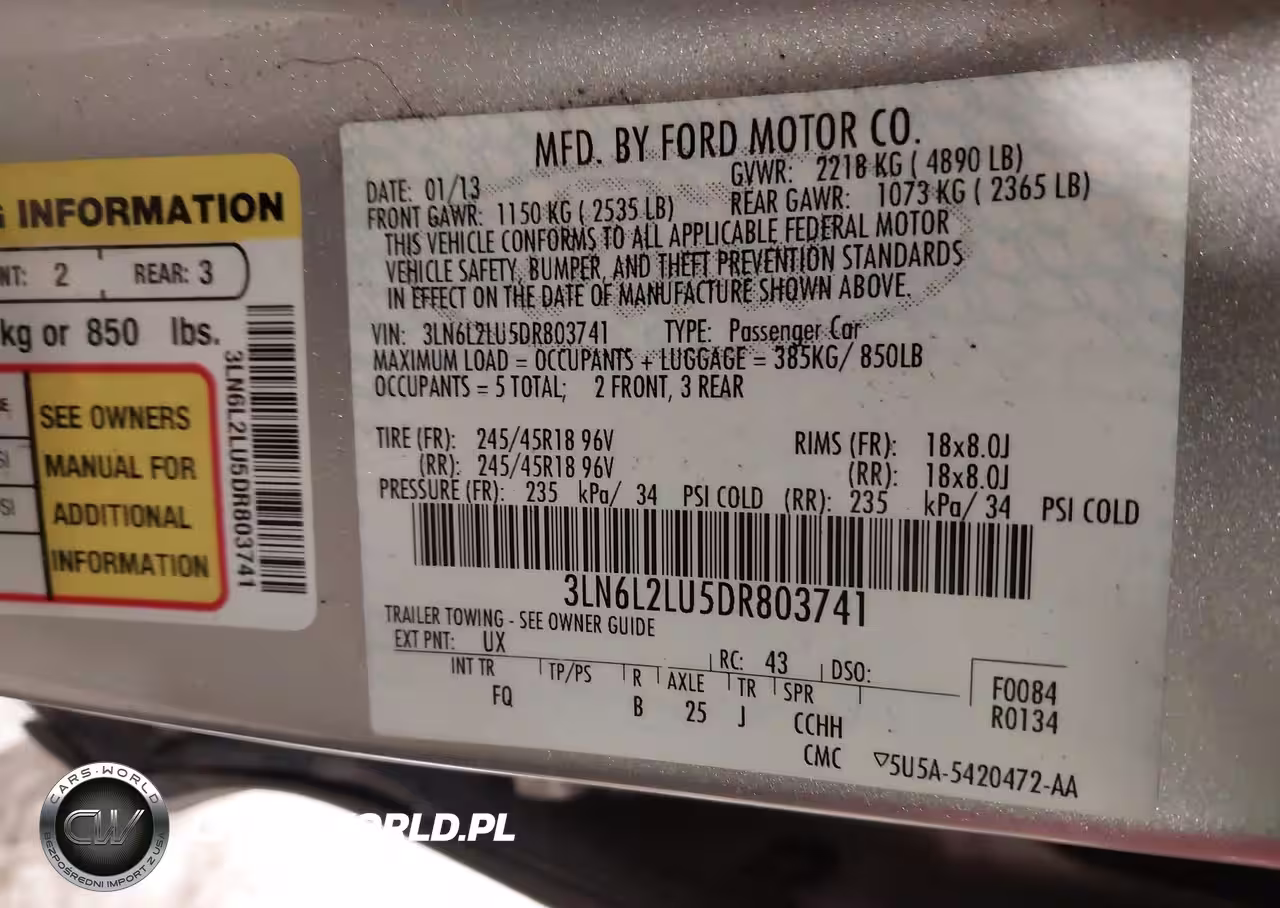 INFORMATION
2 REAR: 3
kg or 850 lbs.
SEE OWNERS
MANUAL FOR
ADDITIONAL
INFORMATION
3LN6L2LU5DR803741
MFD. BY FORD MOTOR CO.
DATE: 01/13 GVWR: 2218 KG ( 4890 LB)
FRONT GAWR: 1150 KG ( 2535 LB) REAR GAWR: 1073 KG ( 2365 LB)
THIS VEHICLE CONFORMS TO ALL APPLICABLE FEDERAL MOTOR
VEHICLE SAFETY, BUMPER, AND THEFT PREVENTION STANDARDS
IN EFFECT ON THE DATE OF MANUFACTURE SHOWN ABOVE.
VIN: 3LN6L2LU5DR803741 TYPE: Passenger Car
MAXIMUM LOAD = OCCUPANTS + LUGGAGE = 385KG/ 850LB
OCCUPANTS = 5 TOTAL; 2 FRONT, 3 REAR
TIRE (FR): 245/45R18 96V RIMS (FR): 18x8.0J
(RR): 245/45R18 96V (RR): 18x8.0J
PRESSURE (FR): 235 kPa/ 34 PSI COLD (RR): 235 kPa/ 34 PSI COLD
3LN6L2LU5DR803741
TRAILER TOWING - SEE OWNER GUIDE
EXT PNT: UX RC: 43 DSO:
INT TR TP/PS R AXLE TR SPR
FQ B 25 J CCHH
CMC
F0084
R0134
5U5A-5420472-AA
CARS-WORLD
CW
BEZPOŚREDNI IMPORT Z USA
ORLD.PL